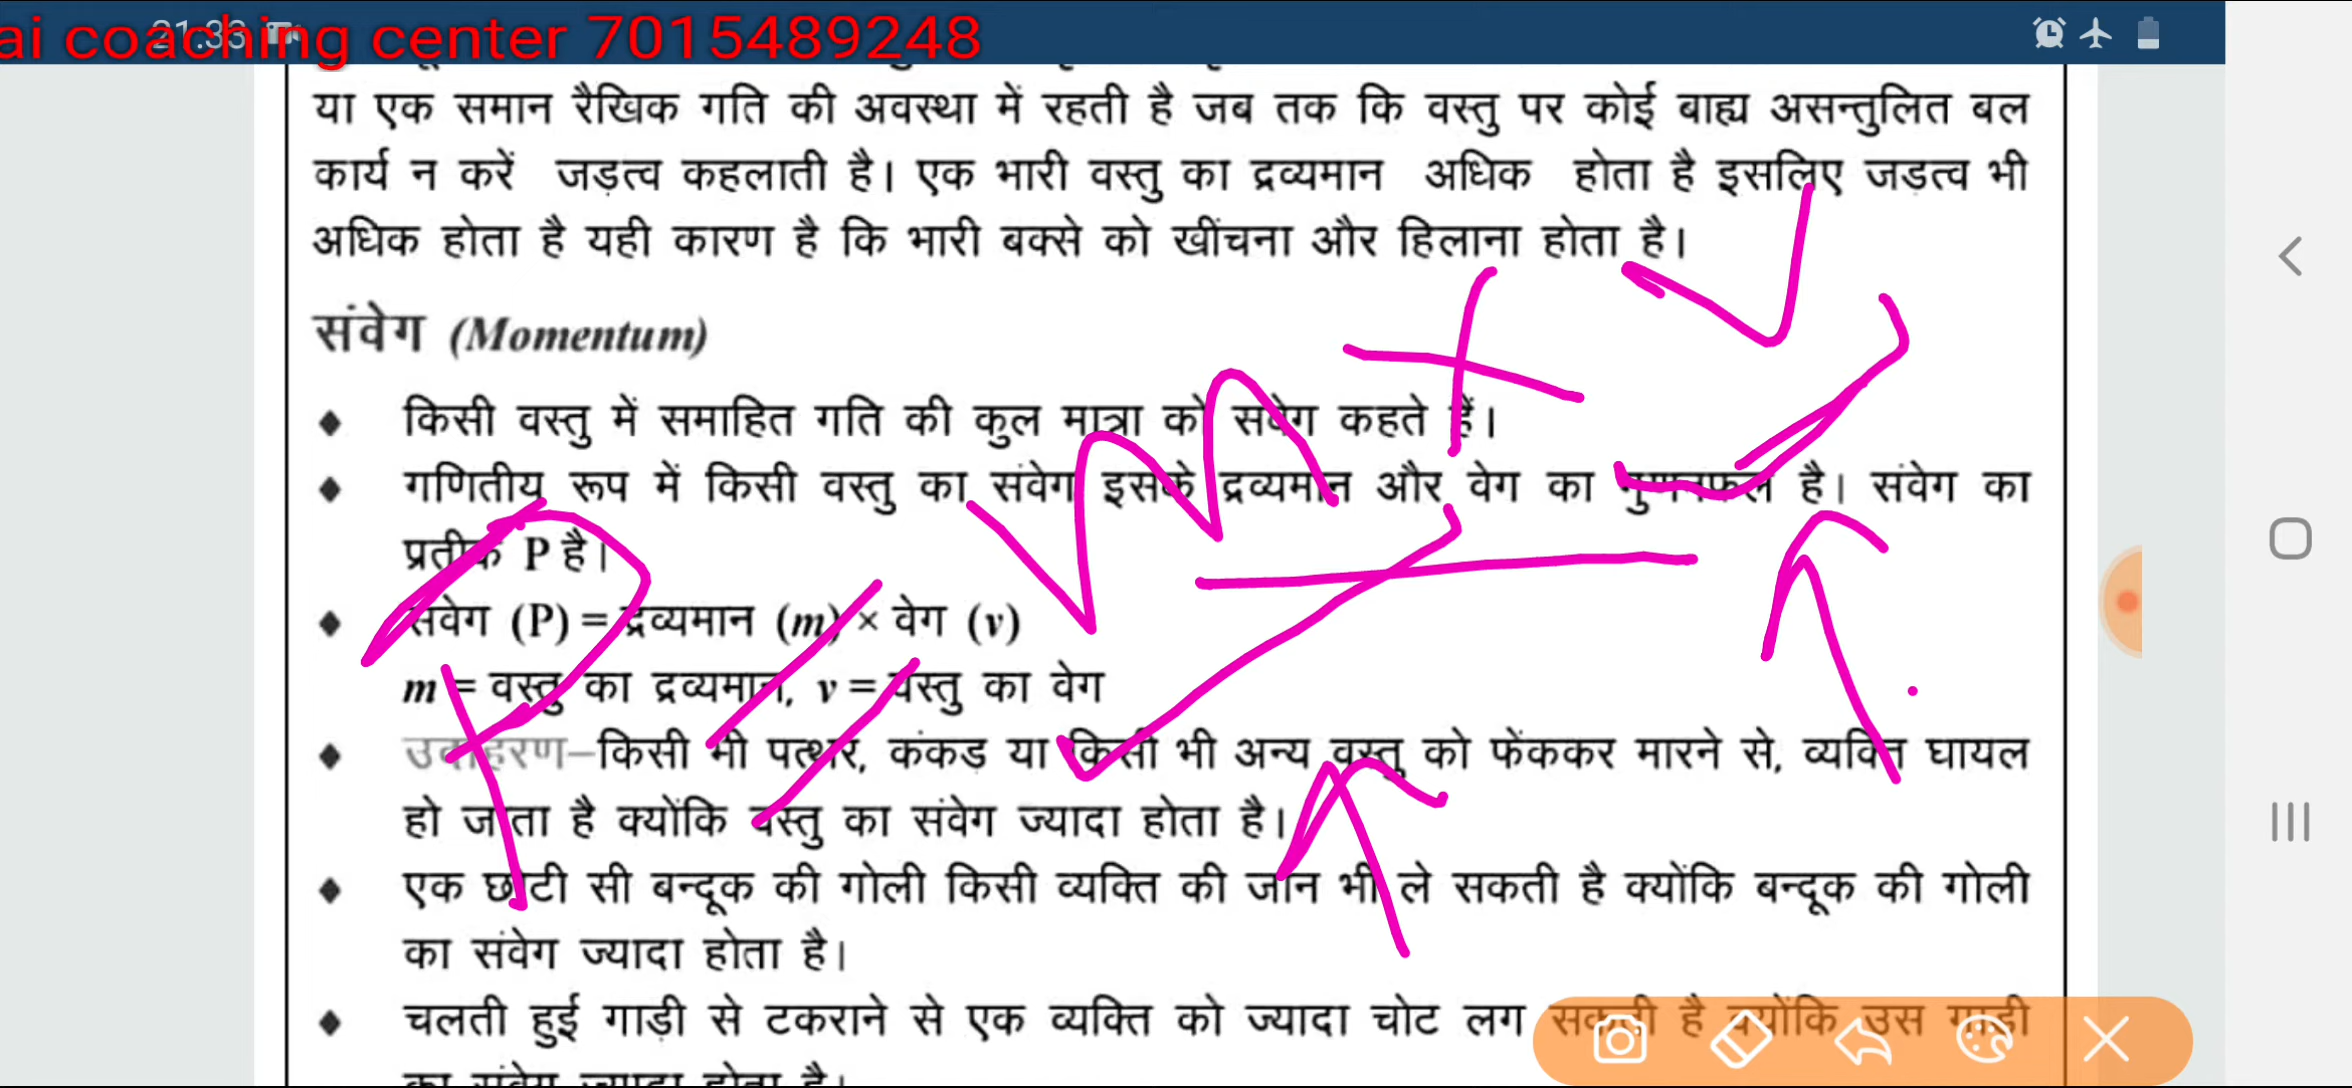 ai coaching center 7015489248
21:33
या एक समान रैखिक गति की अवस्था में रहती है जब तक कि वस्तु पर कोई बाह्य असन्तुलित बल
कार्य न करें जड़त्व कहलाती है। एक भारी वस्तु का द्रव्यमान अधिक होता है इसलिए जड़त्व भी
अधिक होता है यही कारण है कि भारी बक्से को खींचना और हिलाना होता है।
संवेग (Momentum)
♦ किसी वस्तु में समाहित गति की कुल मात्रा को संवेग कहते हैं।
♦ गणितीय रूप में किसी वस्तु का संवेग इसके द्रव्यमान और वेग का गुणनफल है। संवेग का
प्रतीक P है।
♦ संवेग (P) = द्रव्यमान (m) × वेग (v)
m = वस्तु का द्रव्यमान, v = वस्तु का वेग
♦ उदाहरण–किसी भी पत्थर, कंकड़ या किसी भी अन्य वस्तु को फेंककर मारने से, व्यक्ति घायल
हो जाता है क्योंकि वस्तु का संवेग ज्यादा होता है।
♦ एक छोटी सी बन्दूक की गोली किसी व्यक्ति की जान भी ले सकती है क्योंकि बन्दूक की गोली
का संवेग ज्यादा होता है।
♦ चलती हुई गाड़ी से टकराने से एक व्यक्ति को ज्यादा चोट लग सकती है क्योंकि उस गाड़ी
का संवेग ज्यादा होता है।
P = m × v